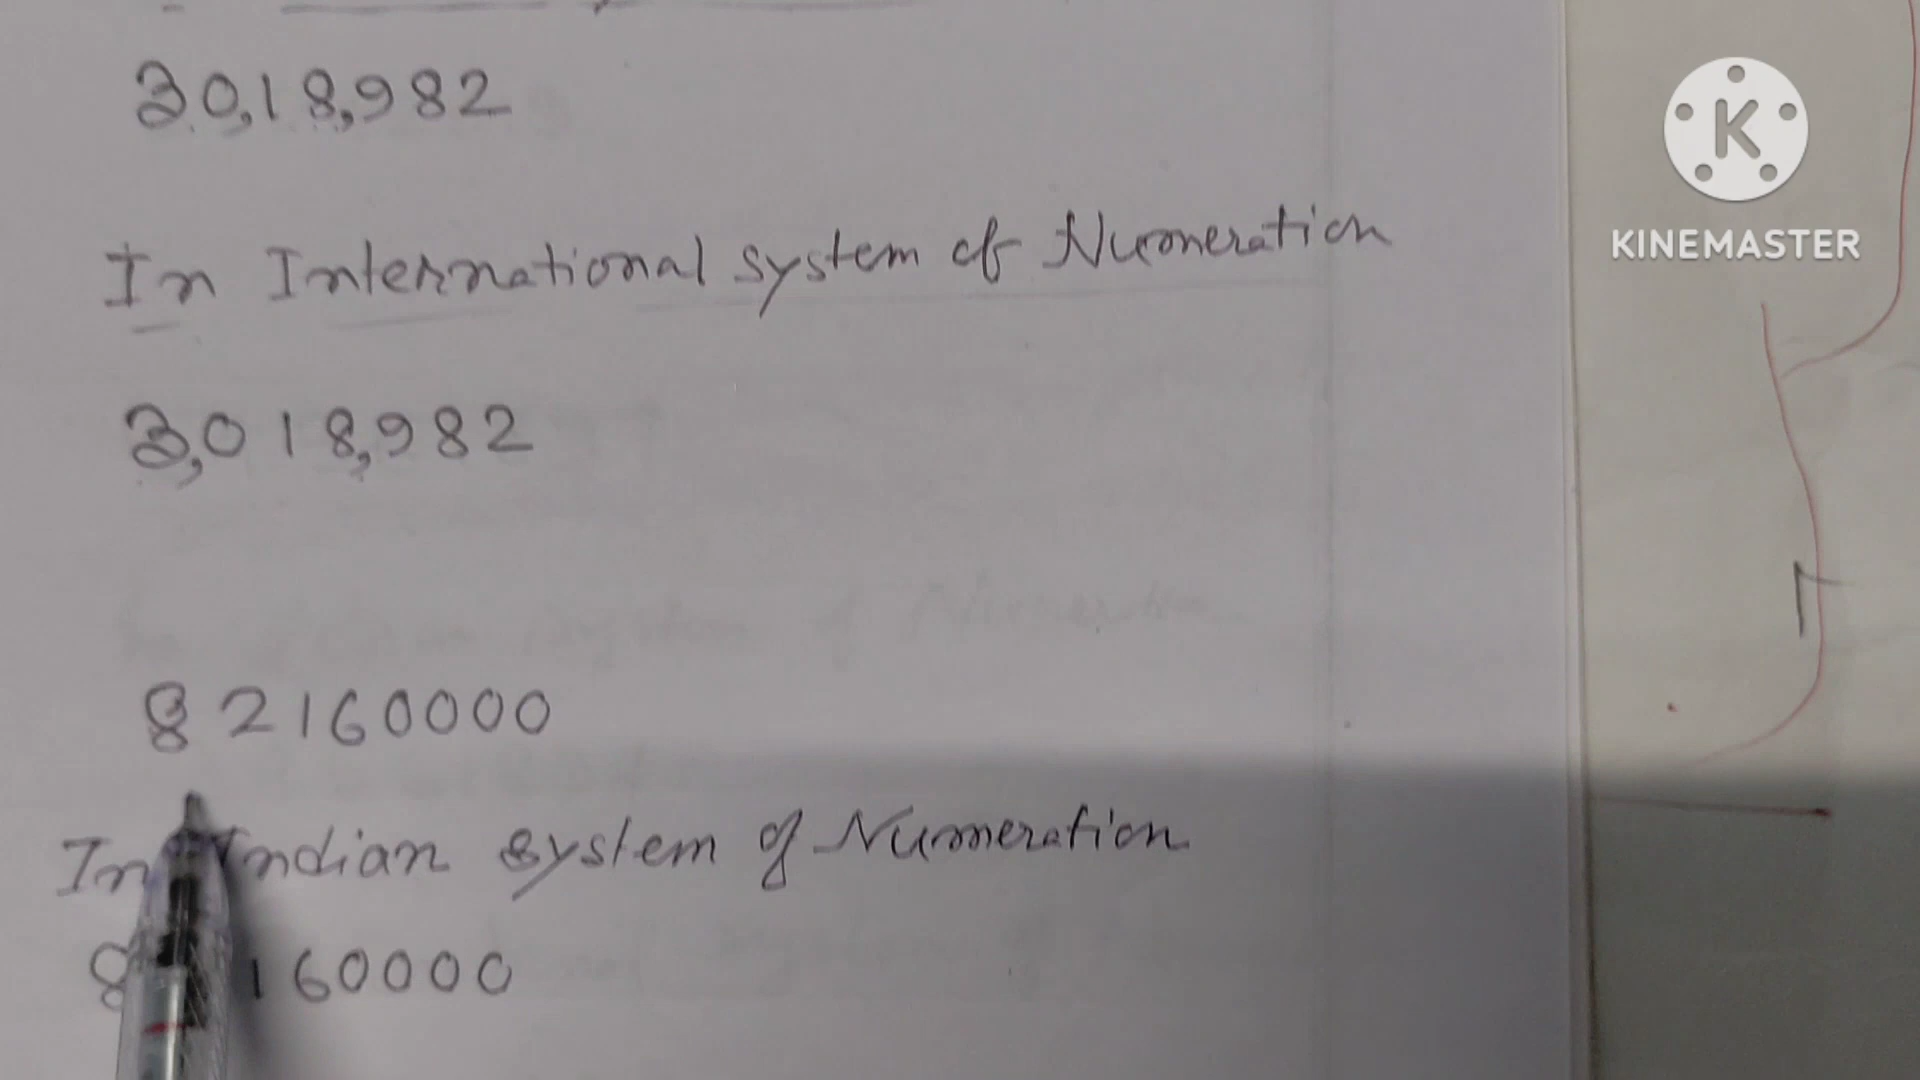 30,18,982
In International system of Numeration
3,018,982
82160000
In Indian system of Numeration
8 160000
K
KINEMASTER